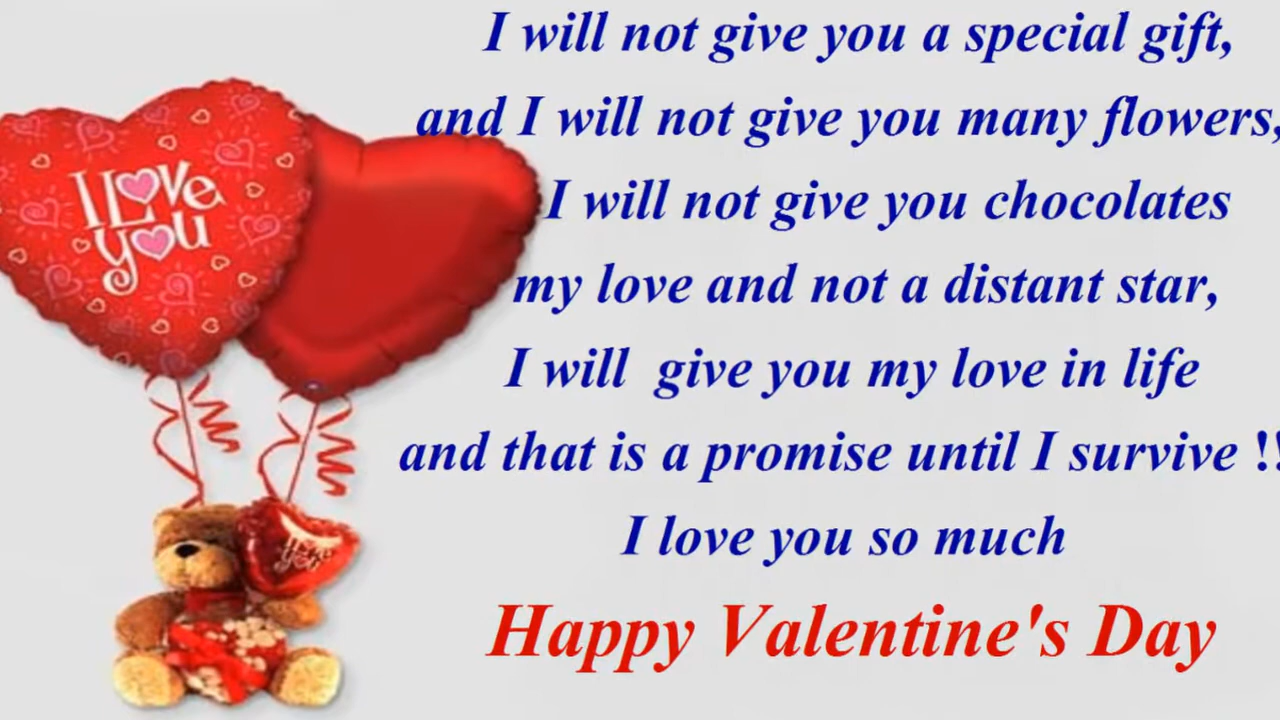 I will not give you a special gift,
and I will not give you many flowers,
I will not give you chocolates
my love and not a distant star,
I will give you my love in life
and that is a promise until I survive !!
I love you so much
Happy Valentine's Day
I Love
you
I Love
you